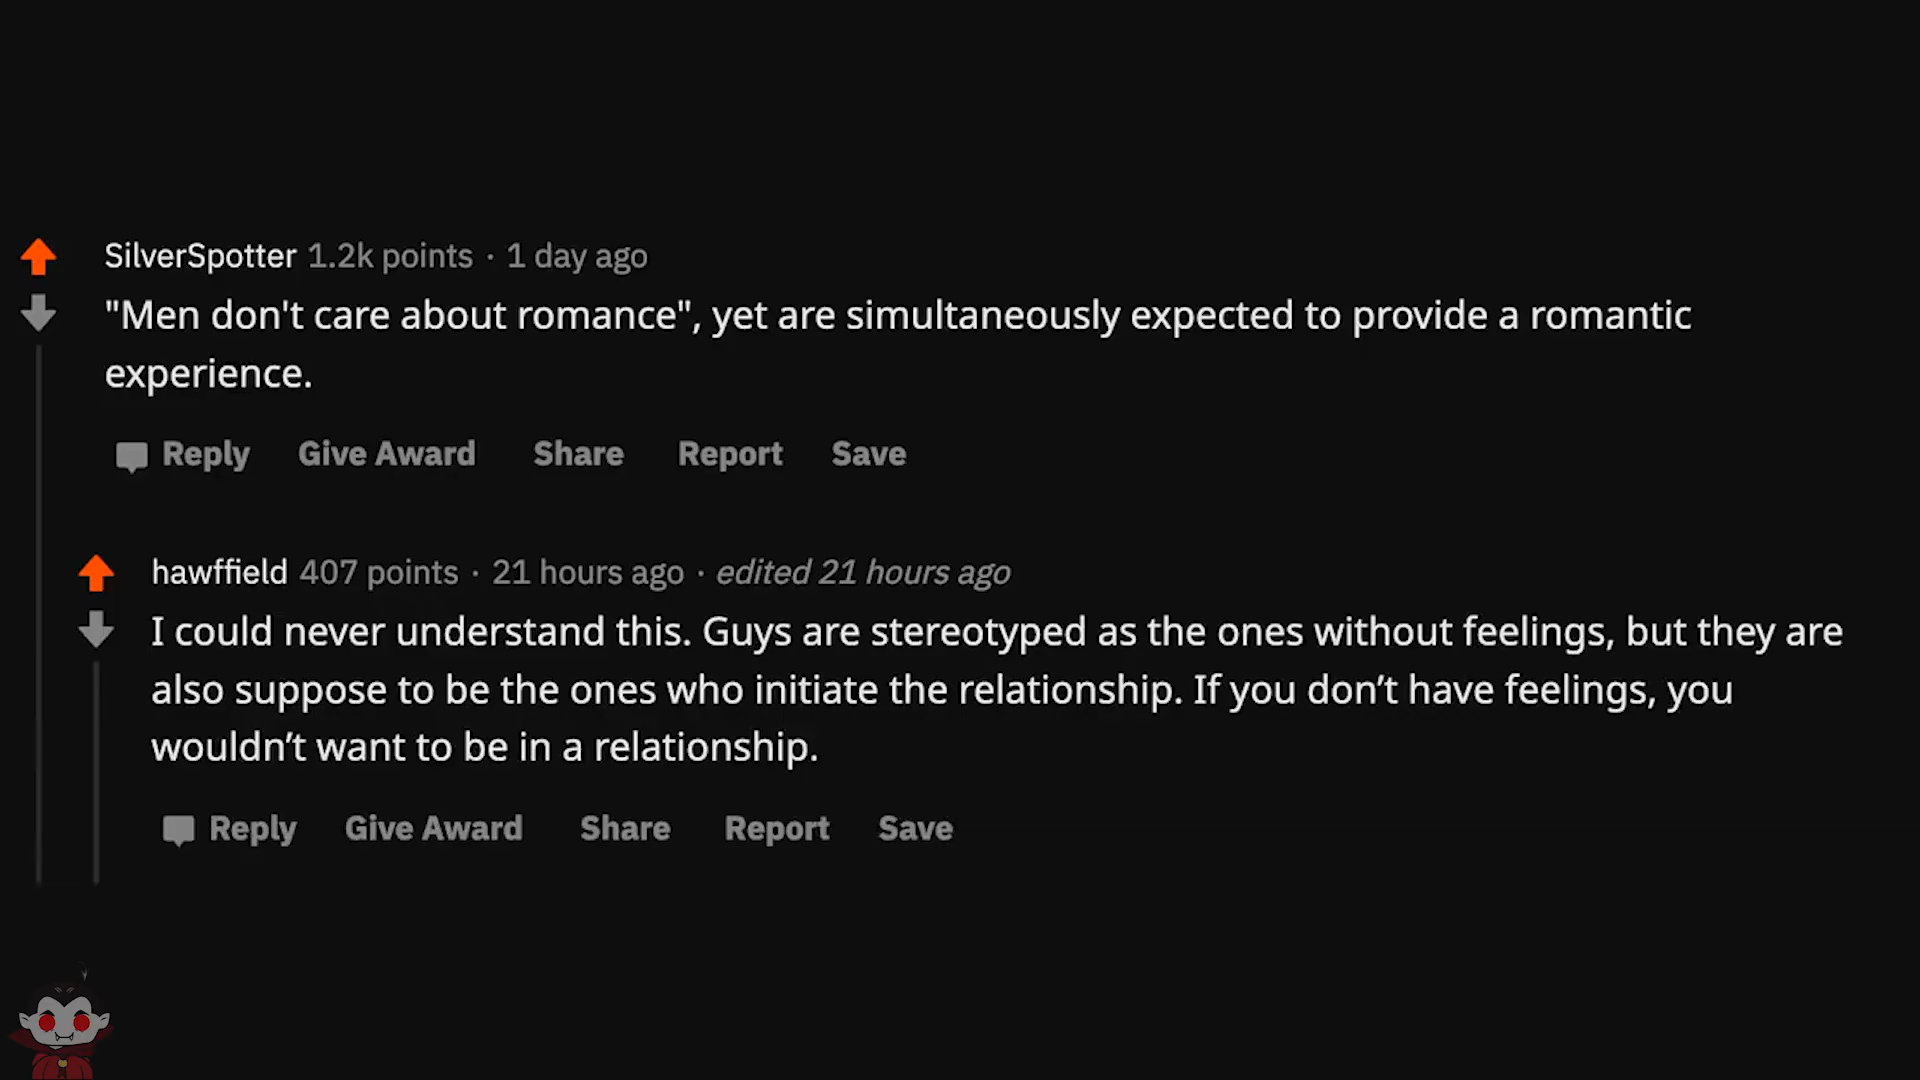 SilverSpotter 1.2k points · 1 day ago
"Men don't care about romance", yet are simultaneously expected to provide a romantic
experience.
Reply Give Award Share Report Save
hawffield 407 points · 21 hours ago · edited 21 hours ago
I could never understand this. Guys are stereotyped as the ones without feelings, but they are
also suppose to be the ones who initiate the relationship. If you don’t have feelings, you
wouldn’t want to be in a relationship.
Reply Give Award Share Report Save